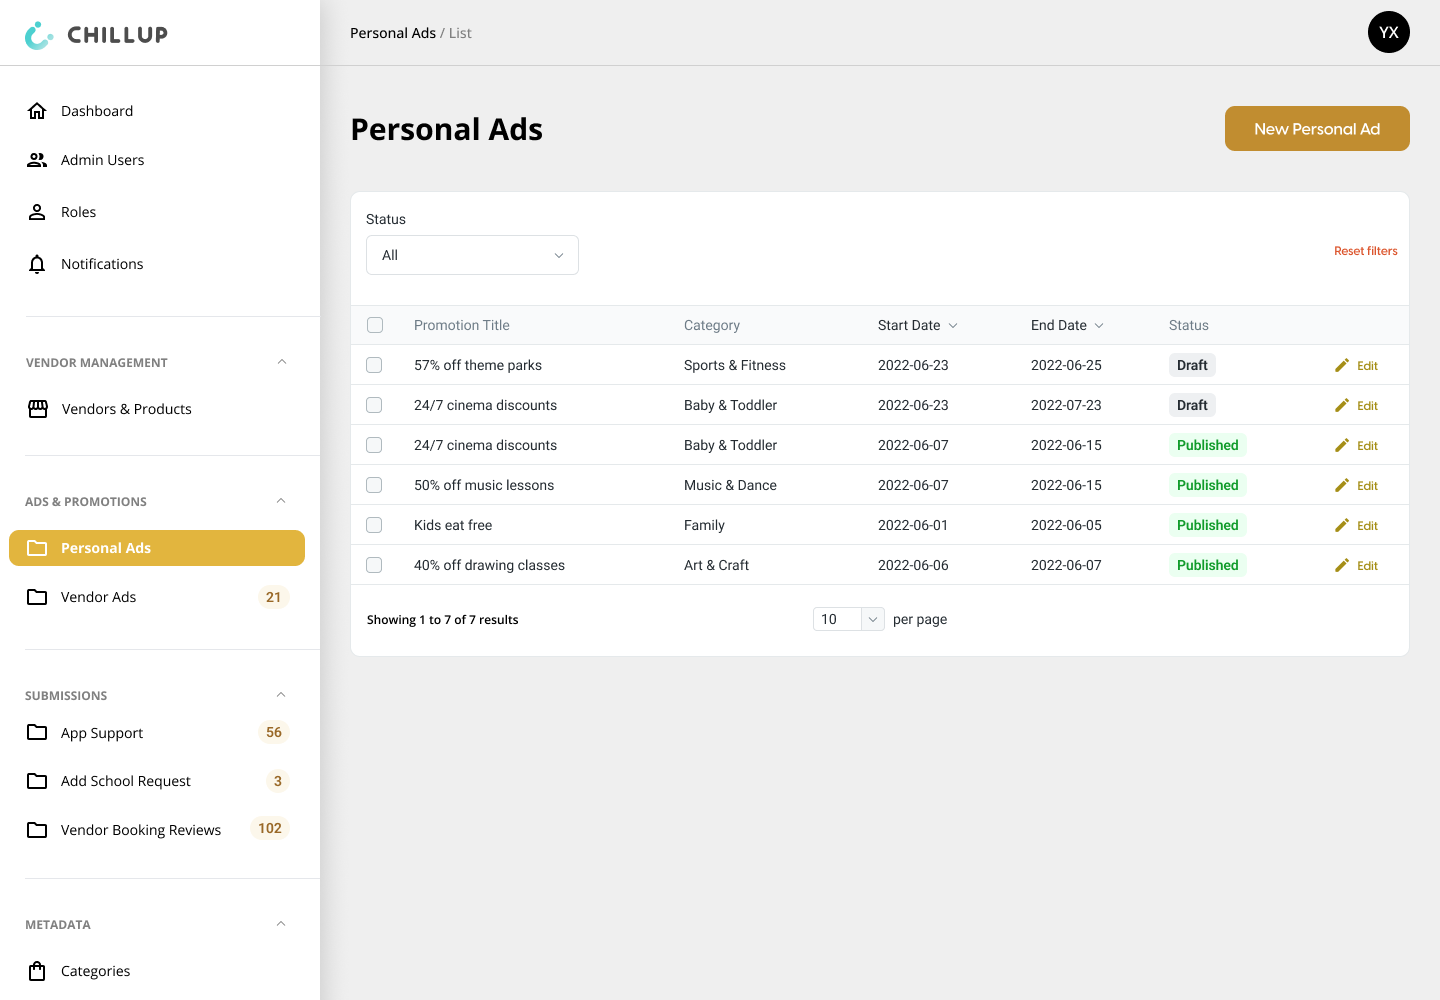 CHILLUP
Personal Ads / List
YX
Dashboard
Admin Users
Roles
Notifications
VENDOR MANAGEMENT
Vendors & Products
ADS & PROMOTIONS
Personal Ads
Vendor Ads 21
SUBMISSIONS
App Support 56
Add School Request 3
Vendor Booking Reviews 102
METADATA
Categories
Personal Ads
New Personal Ad
Status
All
Reset filters
Promotion Title Category Start Date End Date Status
57% off theme parks Sports & Fitness 2022-06-23 2022-06-25 Draft Edit
24/7 cinema discounts Baby & Toddler 2022-06-23 2022-07-23 Draft Edit
24/7 cinema discounts Baby & Toddler 2022-06-07 2022-06-15 Published Edit
50% off music lessons Music & Dance 2022-06-07 2022-06-15 Published Edit
Kids eat free Family 2022-06-01 2022-06-05 Published Edit
40% off drawing classes Art & Craft 2022-06-06 2022-06-07 Published Edit
Showing 1 to 7 of 7 results 10 per page